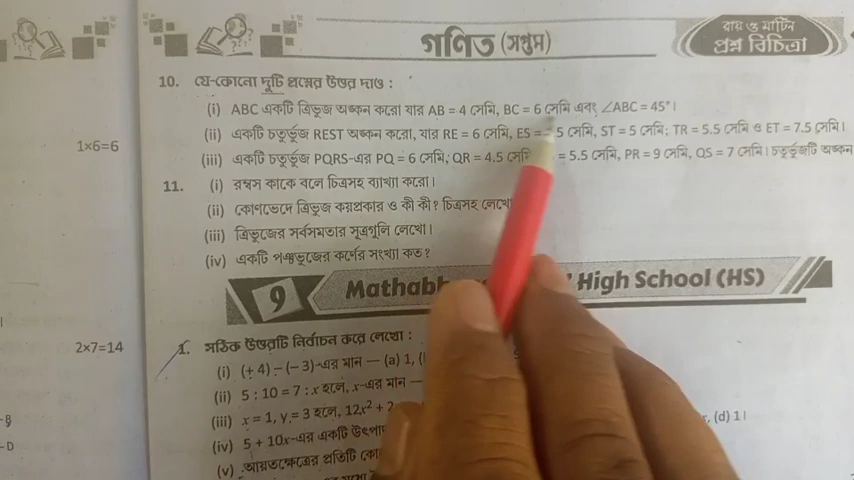 গণিত (সপ্তম)
রায় ও মার্টিন
প্রশ্ন বিচিত্রা
10. যে-কোনো দুটি প্রশ্নের উত্তর দাও :
(i) ABC একটি ত্রিভুজ অঙ্কন করো যার AB = 4 সেমি, BC = 6 সেমি এবং ∠ABC = 45°।
(ii) একটি চতুর্ভুজ REST অঙ্কন করো, যার RE = 6 সেমি, ES = 5 সেমি, ST = 5 সেমি; TR = 5.5 সেমি ও ET = 7.5 সেমি।
1×6=6
(iii) একটি চতুর্ভুজ PQRS-এর PQ = 6 সেমি, QR = 4.5 সেমি = 5.5 সেমি, PR = 9 সেমি, QS = 7 সেমি। চতুর্ভুজটি অঙ্কন
11. (i) রম্বস কাকে বলে চিত্রসহ ব্যাখ্যা করো।
(ii) কোণভেদে ত্রিভুজ কয়প্রকার ও কী কী? চিত্রসহ লেখো
(iii) ত্রিভুজের সর্বসমতার সূত্রগুলি লেখো।
(iv) একটি পঞ্চভুজের কর্ণের সংখ্যা কত?
9 High School (HS)
2×7=14
1. সঠিক উত্তরটি নির্বাচন করে লেখো :
(i) (+ 4) – (– 3)-এর মান — (a) 1,
(ii) 5 : 10 = 7 : x হলে, x-এর মান —
(iii) x = 1, y = 3 হলে, 12x² + (d) 1।
(iv) 5 + 10x-এর একটি
(v) আয়তক্ষেত্রের প্রতিটি